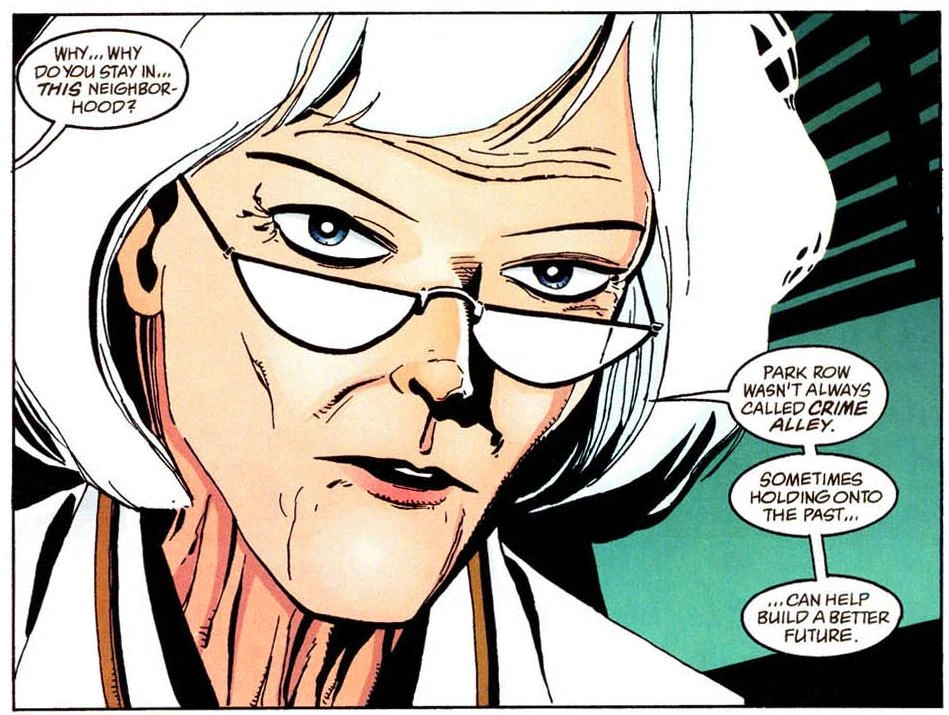 WHY... WHY
DO YOU STAY IN...
THIS NEIGHBOR-
HOOD?
PARK ROW
WASN'T ALWAYS
CALLED CRIME
ALLEY.
SOMETIMES
HOLDING ONTO
THE PAST...
...CAN HELP
BUILD A BETTER
FUTURE.